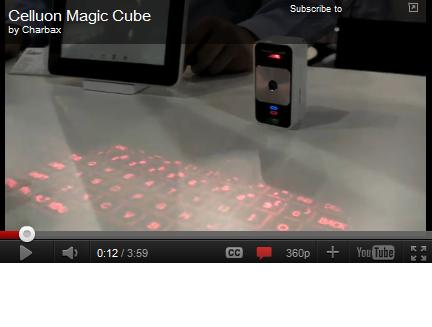 Celluon Magic Cube
Subscribe to
by Charbax
0:12 / 3:59
CC
360p
YouTube